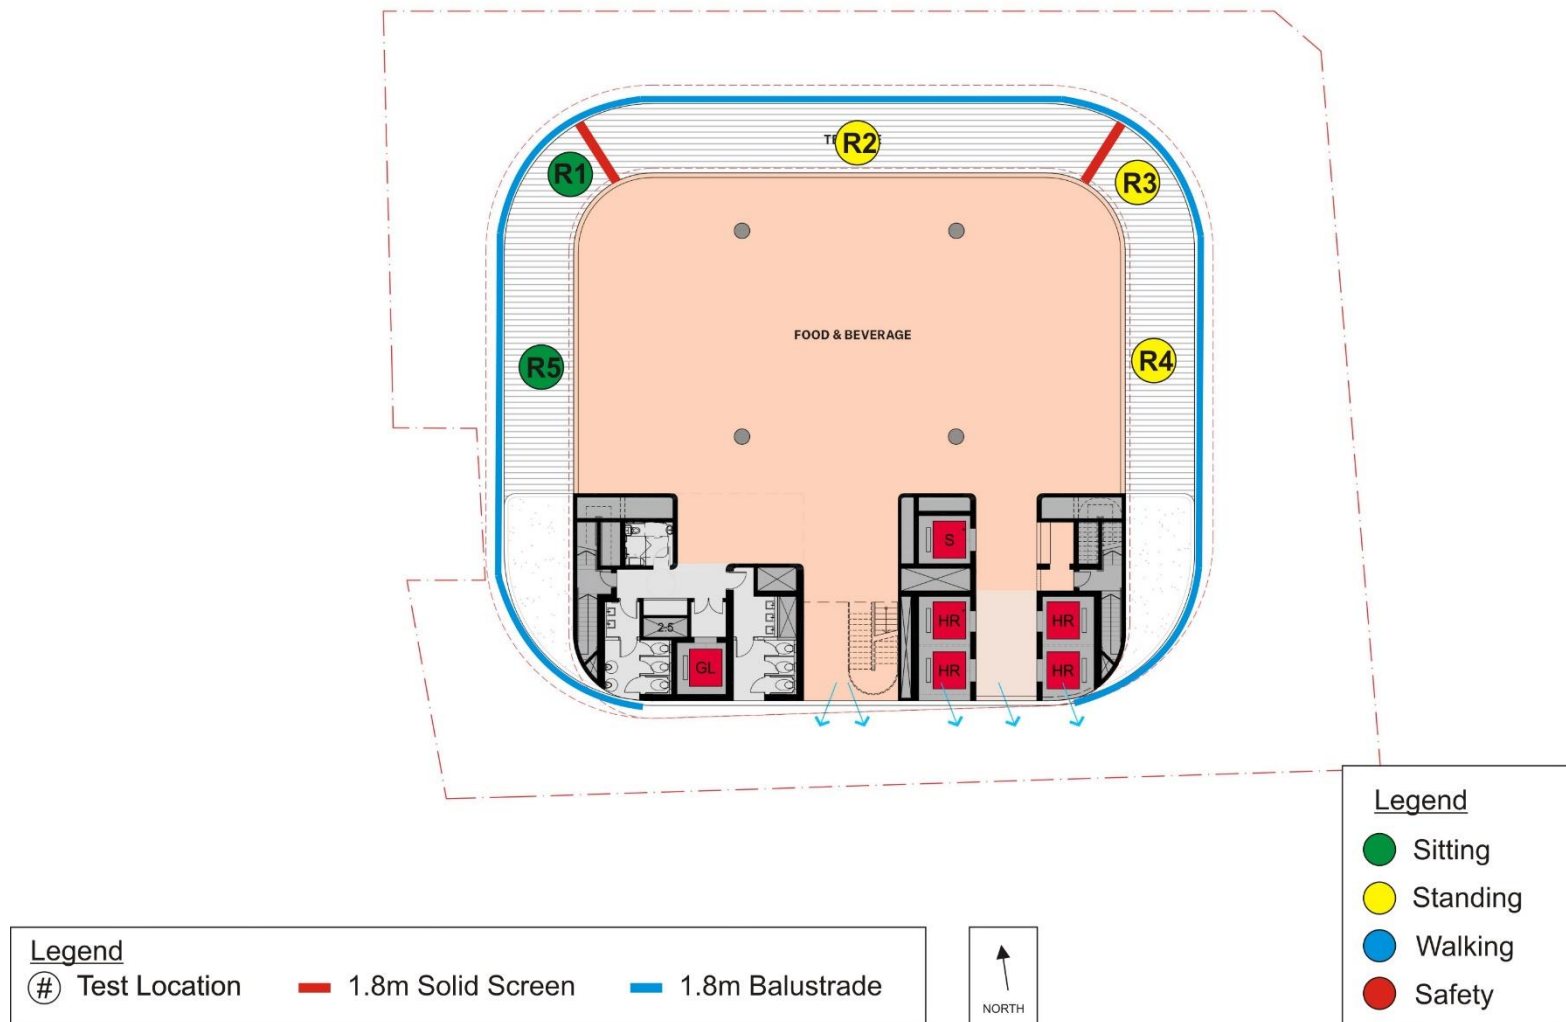 R2
R1
R3
FOOD & BEVERAGE
R5
R4
S
HR
HR
2.5
GL
HR
HR
Legend
# Test Location
1.8m Solid Screen
1.8m Balustrade
NORTH
Legend
Sitting
Standing
Walking
Safety